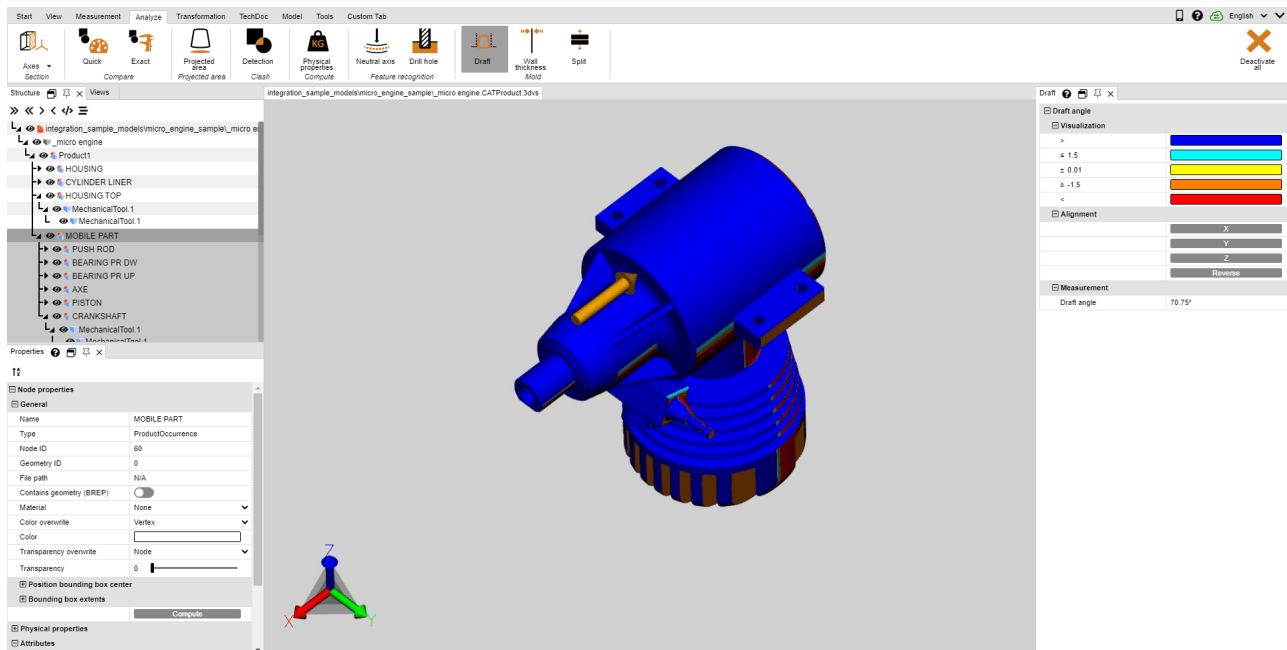 Start View Measurement Analyze Transformation TechDoc Model Tools Custom Tab English
Axes Quick Exact Projected area Detection Physical properties Neutral axis Drill hole Draft Wall thickness Split Deactivate all
KG
Section Compare Projected area Clash Compute Feature recognition Mold
Structure Views
integration_sample_models\micro_engine_sample\_micro engine.CATProduct.3dvs
integration_sample_models\micro_engine_sample\_micro
_micro engine
Product1
HOUSING
CYLINDER LINER
HOUSING TOP
MechanicalTool.1
MechanicalTool.1
MOBILE PART
PUSH ROD
BEARING PR DW
BEARING PR UP
AXE
PISTON
CRANKSHAFT
MechanicalTool.1
MechanicalTool.1
Properties
Node properties
General
Name MOBILE PART
Type ProductOccurrence
Node ID 60
Geometry ID 0
File path N/A
Contains geometry (BREP)
Material None
Color overwrite Vertex
Color
Transparency overwrite Node
Transparency 0
Position bounding box center
Bounding box extents
Compute
Physical properties
Attributes
Z
X
Y
Draft
Draft angle
Visualization
>
≤ 1.5
± 0.01
≥ -1.5
<
Alignment
X
Y
Z
Reverse
Measurement
Draft angle 70.75°